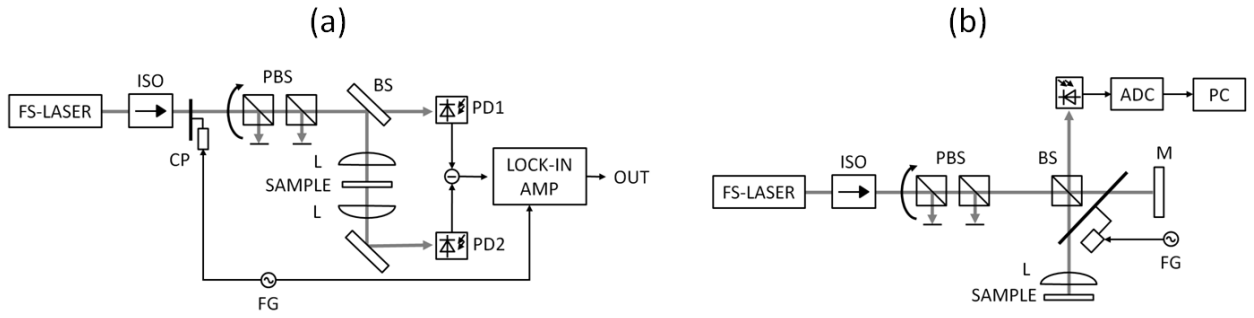 (a)
FS-LASER
ISO
CP
PBS
BS
PD1
L
SAMPLE
L
LOCK-IN
AMP
OUT
PD2
FG
(b)
FS-LASER
ISO
PBS
BS
ADC
PC
M
FG
L
SAMPLE